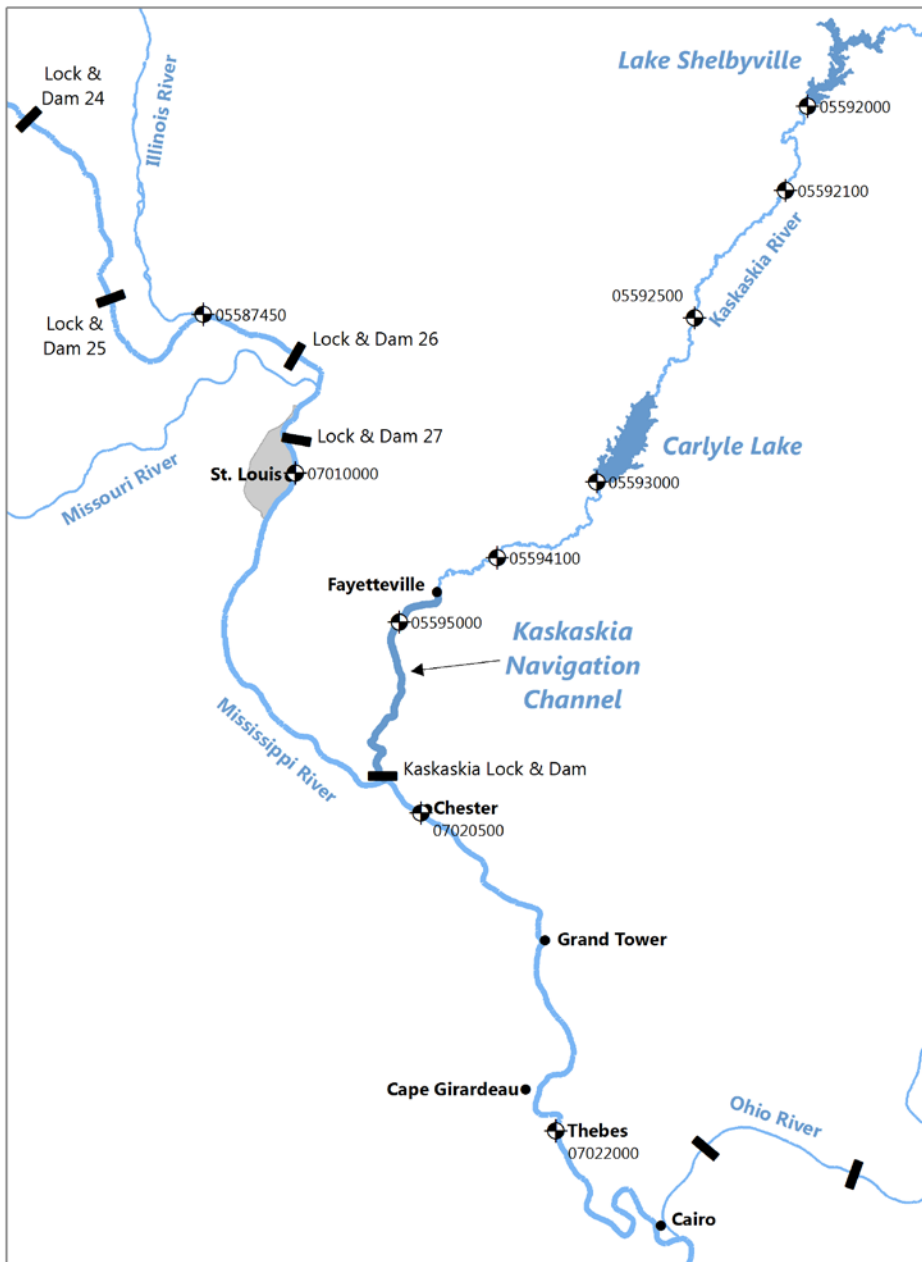 Lock &
Dam 24
Illinois River
Lake Shelbyville
05592000
05592100
Kaskaskia River
05592500
05587450
Lock &
Dam 25
Lock & Dam 26
Lock & Dam 27
Missouri River
St. Louis
07010000
Carlyle Lake
05593000
05594100
Fayetteville
05595000
Kaskaskia
Navigation
Channel
Mississippi River
Kaskaskia Lock & Dam
Chester
07020500
Grand Tower
Cape Girardeau
Thebes
07022000
Ohio River
Cairo